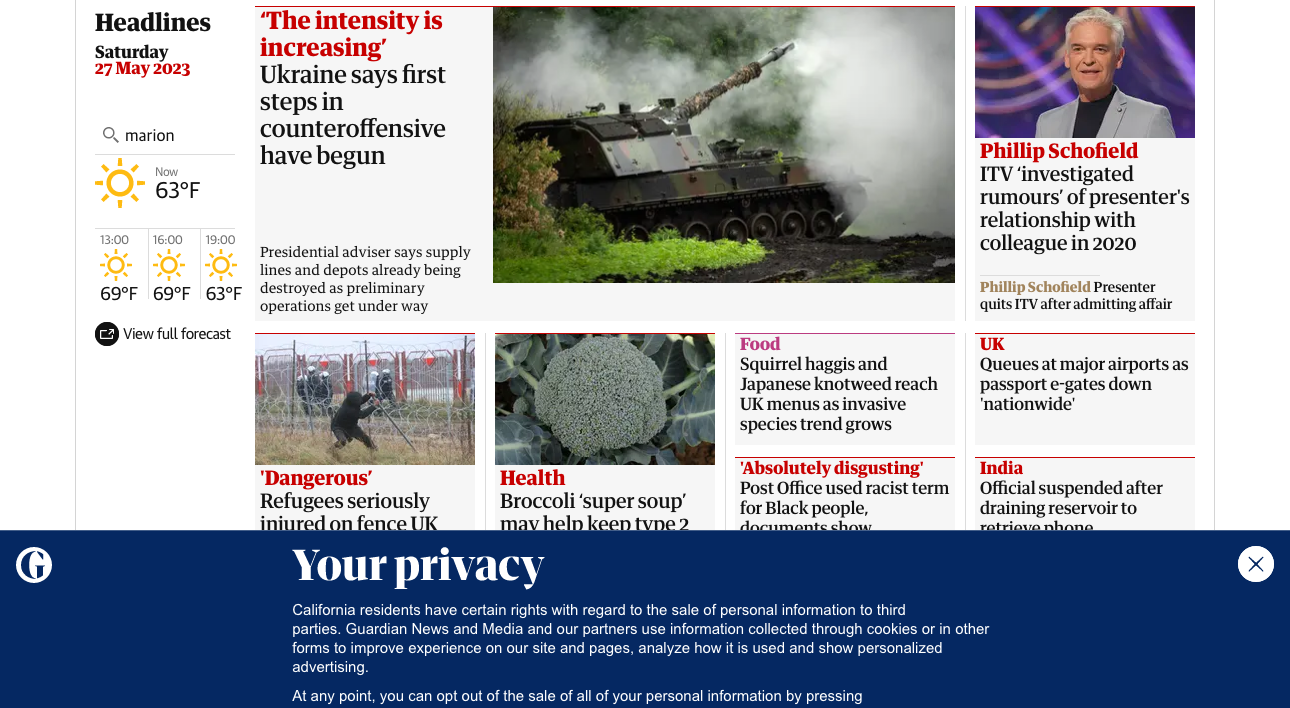 Headlines
Saturday
27 May 2023
marion
Now
63°F
13:00 16:00 19:00
69°F 69°F 63°F
View full forecast
‘The intensity is
increasing’
Ukraine says first
steps in
counteroffensive
have begun
Presidential adviser says supply
lines and depots already being
destroyed as preliminary
operations get under way
Phillip Schofield
ITV ‘investigated
rumours’ of presenter's
relationship with
colleague in 2020
Phillip Schofield Presenter
quits ITV after admitting affair
'Dangerous’
Refugees seriously
injured on fence UK
Health
Broccoli ‘super soup’
may help keep type 2
Food
Squirrel haggis and
Japanese knotweed reach
UK menus as invasive
species trend grows
UK
Queues at major airports as
passport e-gates down
'nationwide'
'Absolutely disgusting'
Post Office used racist term
for Black people,
documents show
India
Official suspended after
draining reservoir to
retrieve phone
Your privacy
California residents have certain rights with regard to the sale of personal information to third
parties. Guardian News and Media and our partners use information collected through cookies or in other
forms to improve experience on our site and pages, analyze how it is used and show personalized
advertising.
At any point, you can opt out of the sale of all of your personal information by pressing